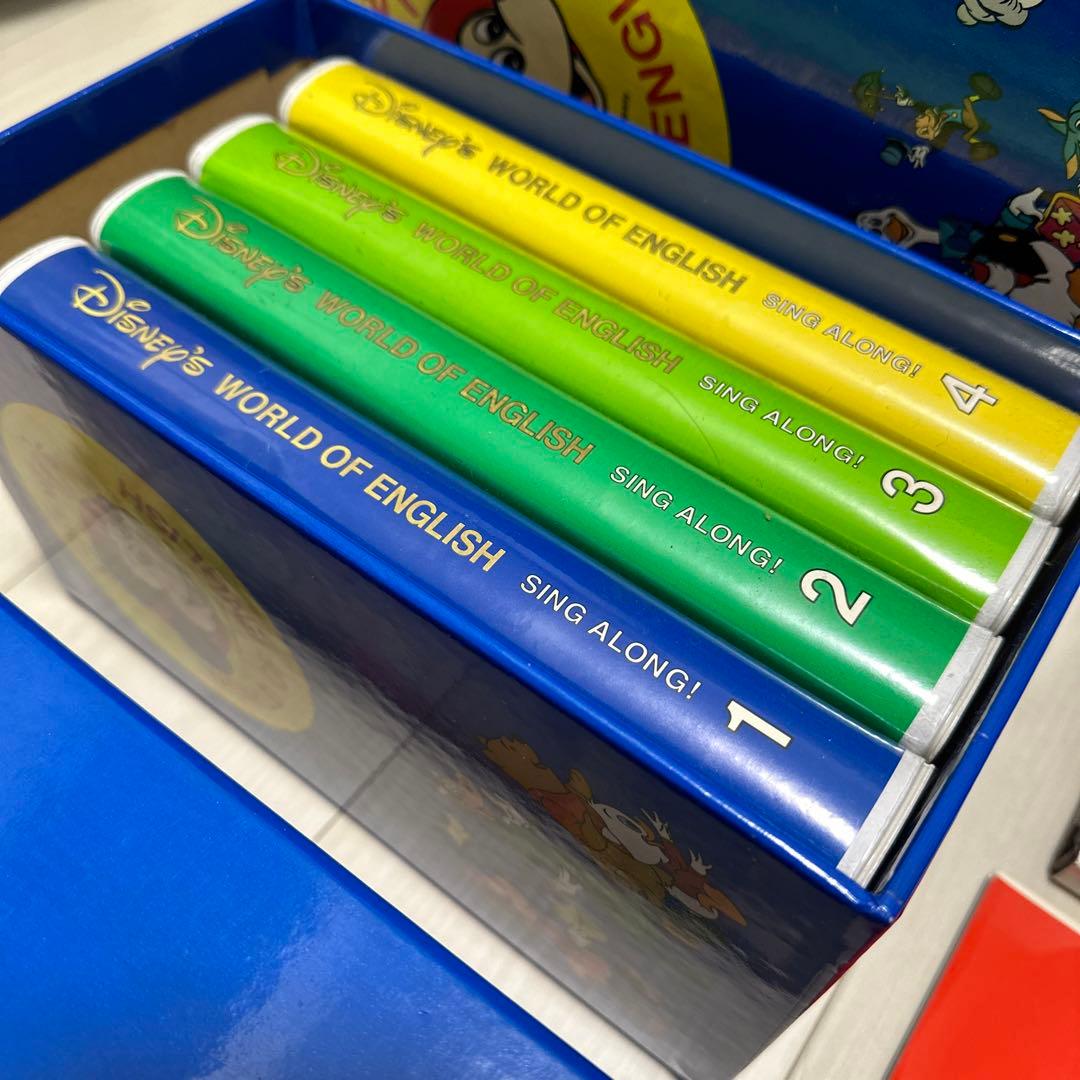 DISNEY'S WORLD OF ENGLISH SING ALONG! 4
DISNEY'S WORLD OF ENGLISH SING ALONG! 3
DISNEY'S WORLD OF ENGLISH SING ALONG! 2
DISNEY'S WORLD OF ENGLISH SING ALONG! 1